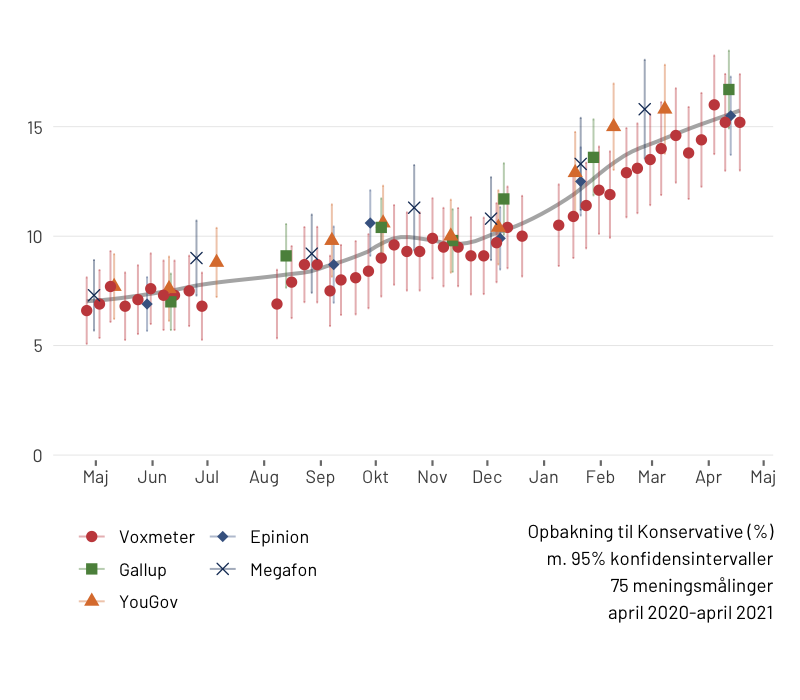 15
10
5
0
Maj Jun Jul Aug Sep Okt Nov Dec Jan Feb Mar Apr Maj
Voxmeter Epinion
Gallup Megafon
YouGov
Opbakning til Konservative (%)
m. 95% konfidensintervaller
75 meningsmålinger
april 2020-april 2021